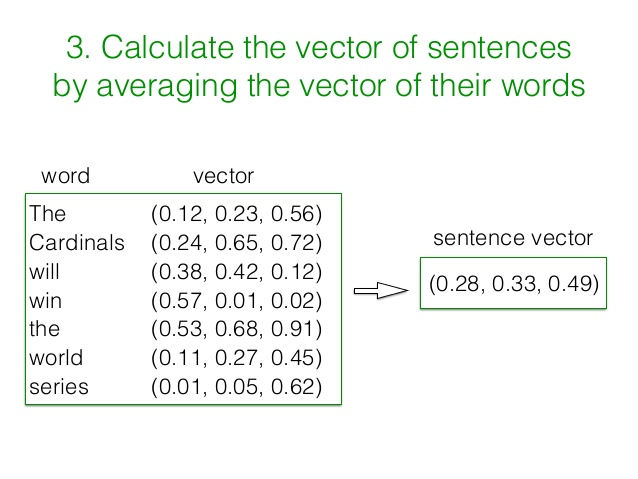 3. Calculate the vector of sentences
by averaging the vector of their words
word vector
The (0.12, 0.23, 0.56)
Cardinals (0.24, 0.65, 0.72)
will (0.38, 0.42, 0.12)
win (0.57, 0.01, 0.02)
the (0.53, 0.68, 0.91)
world (0.11, 0.27, 0.45)
series (0.01, 0.05, 0.62)
sentence vector
(0.28, 0.33, 0.49)